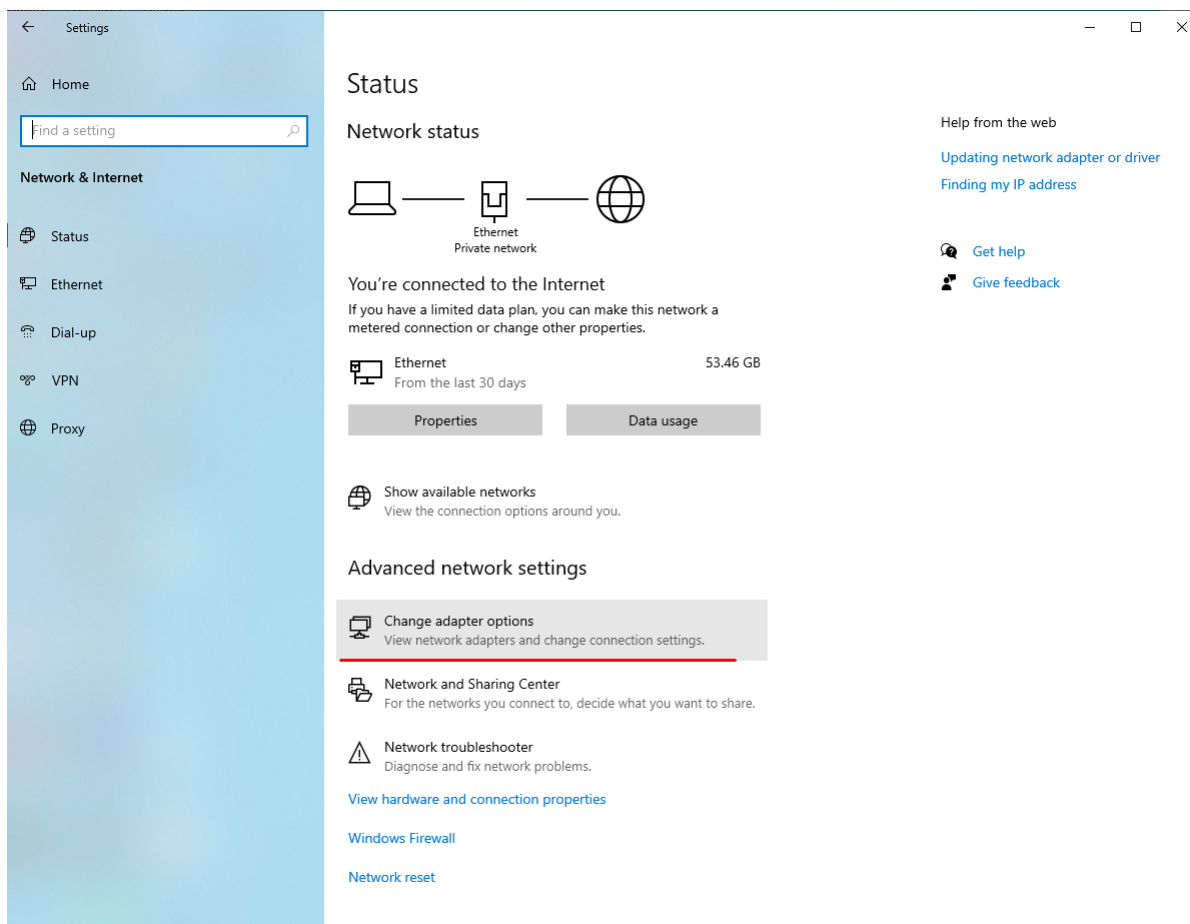 Settings
Home
Find a setting
Network & Internet
Status
Ethernet
Dial-up
VPN
Proxy
Status
Network status
Ethernet
Private network
You're connected to the Internet
If you have a limited data plan, you can make this network a
metered connection or change other properties.
Ethernet
53.46 GB
From the last 30 days
Properties
Data usage
Show available networks
View the connection options around you.
Advanced network settings
Change adapter options
View network adapters and change connection settings.
Network and Sharing Center
For the networks you connect to, decide what you want to share.
Network troubleshooter
Diagnose and fix network problems.
View hardware and connection properties
Windows Firewall
Network reset
Help from the web
Updating network adapter or driver
Finding my IP address
Get help
Give feedback